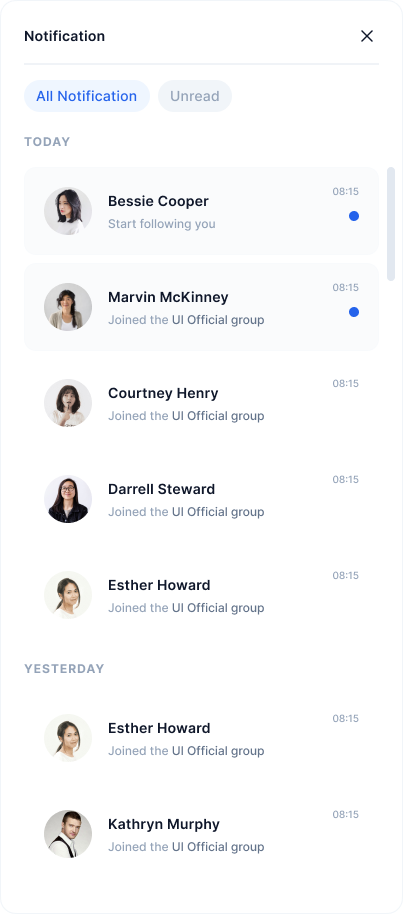 Notification
All Notification
Unread
TODAY
Bessie Cooper
08:15
Start following you
Marvin McKinney
08:15
Joined the UI Official group
Courtney Henry
08:15
Joined the UI Official group
Darrell Steward
08:15
Joined the UI Official group
Esther Howard
08:15
Joined the UI Official group
YESTERDAY
Esther Howard
08:15
Joined the UI Official group
Kathryn Murphy
08:15
Joined the UI Official group